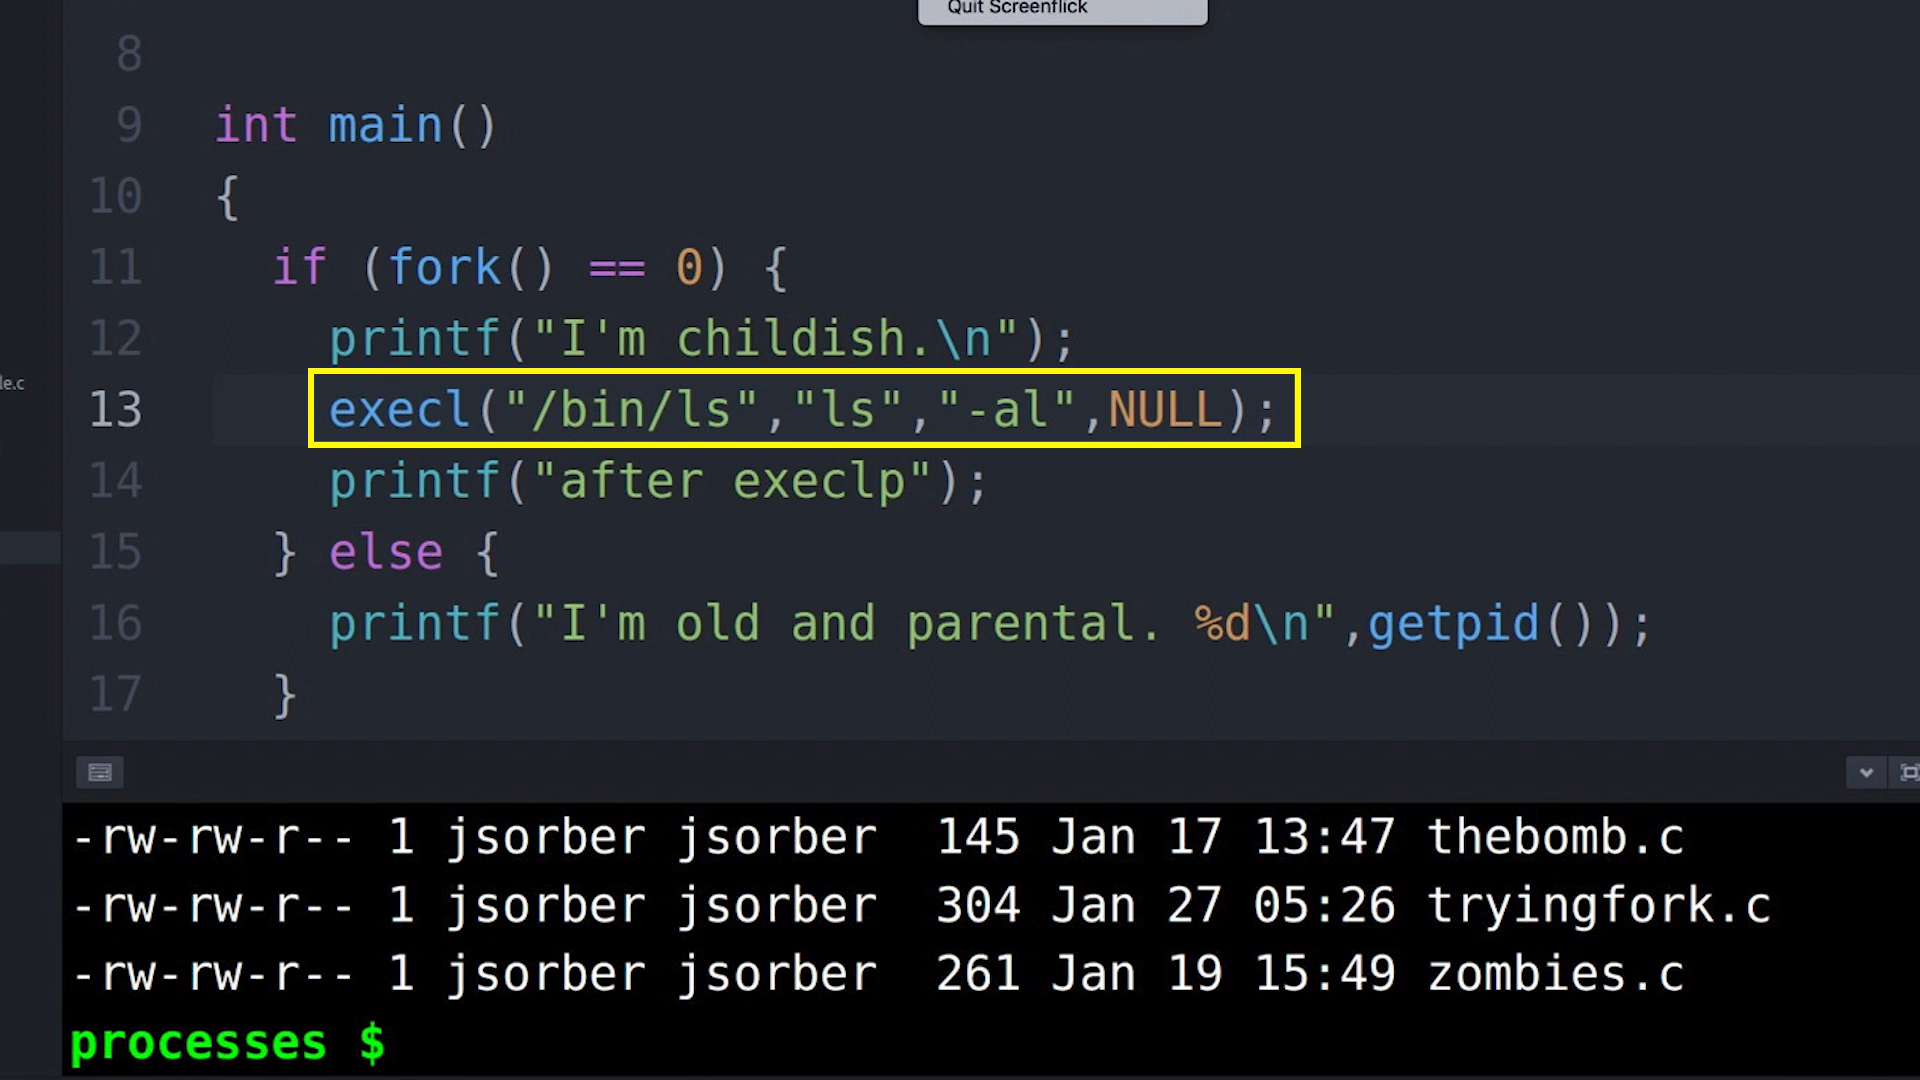 Quit Screenflick
8
9 int main()
10 {
11 if (fork() == 0) {
12 printf("I'm childish.\n");
le.c
13 execl("/bin/ls","ls","-al",NULL);
14 printf("after execlp");
15 } else {
16 printf("I'm old and parental. %d\n",getpid());
17 }
-rw-rw-r-- 1 jsorber jsorber 145 Jan 17 13:47 thebomb.c
-rw-rw-r-- 1 jsorber jsorber 304 Jan 27 05:26 tryingfork.c
-rw-rw-r-- 1 jsorber jsorber 261 Jan 19 15:49 zombies.c
processes $